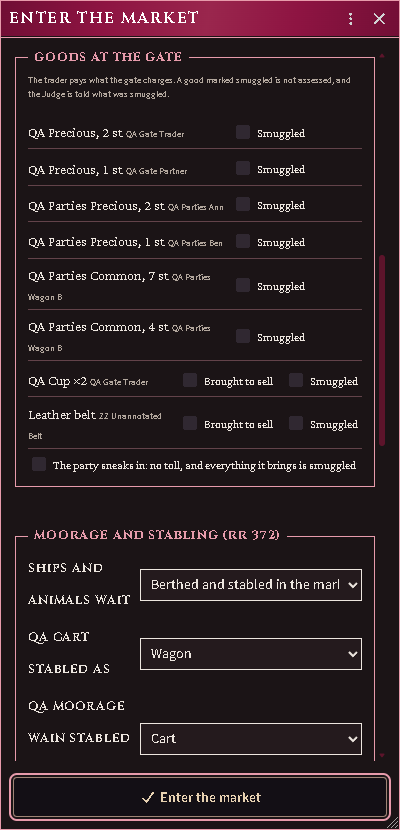 ENTER THE MARKET
GOODS AT THE GATE
The trader pays what the gate charges. A good marked smuggled is not assessed, and
the Judge is told what was smuggled.
QA Precious, 2 st QA Gate Trader Smuggled
QA Precious, 1 st QA Gate Partner Smuggled
QA Parties Precious, 2 st QA Parties Ann Smuggled
QA Parties Precious, 1 st QA Parties Ben Smuggled
QA Parties Common, 7 st QA Parties
Wagon B Smuggled
QA Parties Common, 4 st QA Parties
Wagon B Smuggled
QA Cup ×2 QA Gate Trader Brought to sell Smuggled
Leather belt ZZ Unannotated
Belt Brought to sell Smuggled
The party sneaks in: no toll, and everything it brings is smuggled
MOORAGE AND STABLING (RR 372)
SHIPS AND
ANIMALS WAIT Berthed and stabled in the marl
QA CART
STABLED AS Wagon
QA MOORAGE
WAIN STABLED Cart
✓ Enter the market